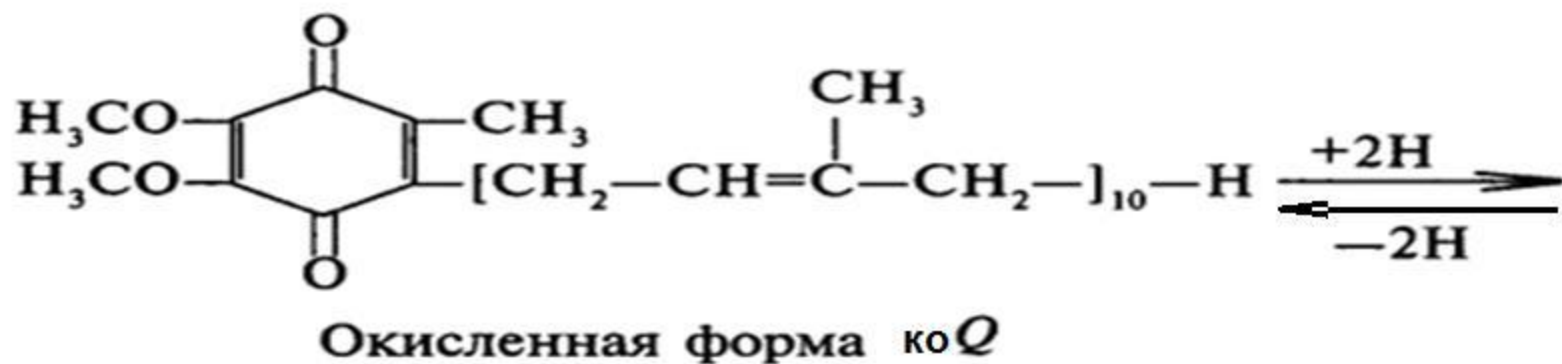 O
H₃CO CH₃ CH₃
H₃CO [CH₂—CH=C—CH₂—]₁₀—H +2H
—2H
O
Окисленная форма коQ